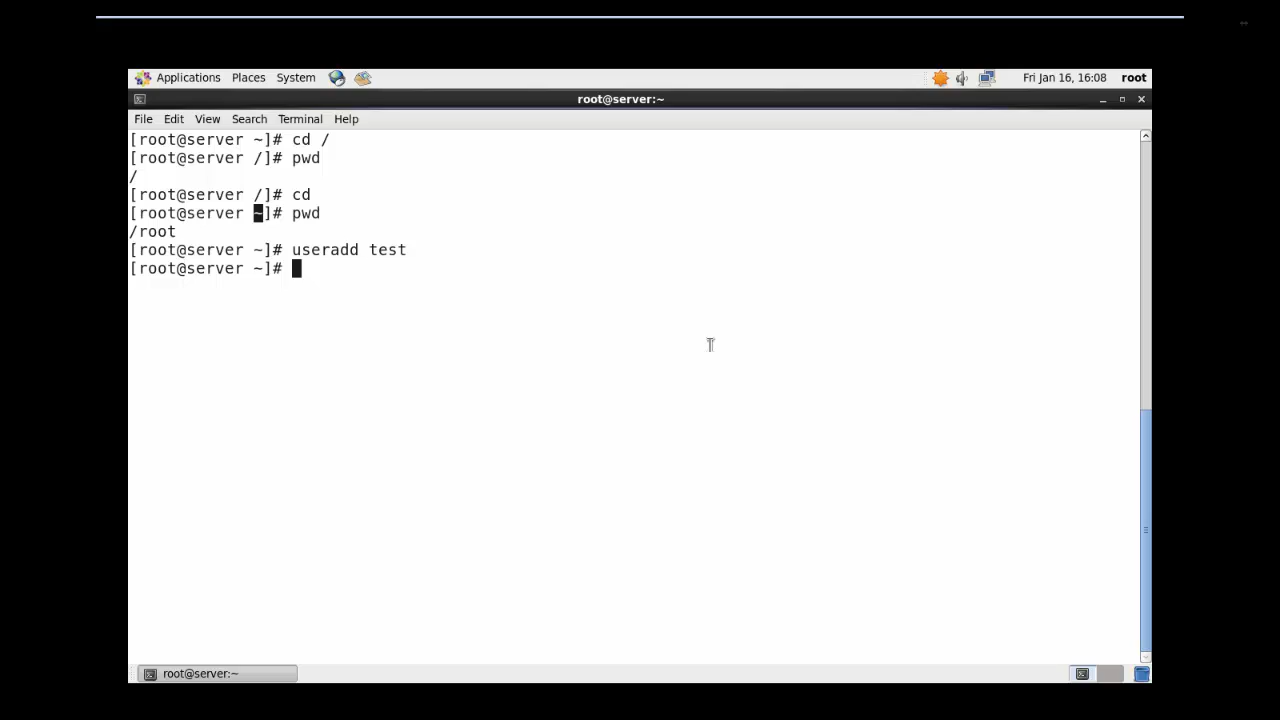 Applications Places System Fri Jan 16, 16:08 root
root@server:~
File Edit View Search Terminal Help
[root@server ~]# cd /
[root@server /]# pwd
/
[root@server /]# cd
[root@server ~]# pwd
/root
[root@server ~]# useradd test
[root@server ~]#
root@server:~